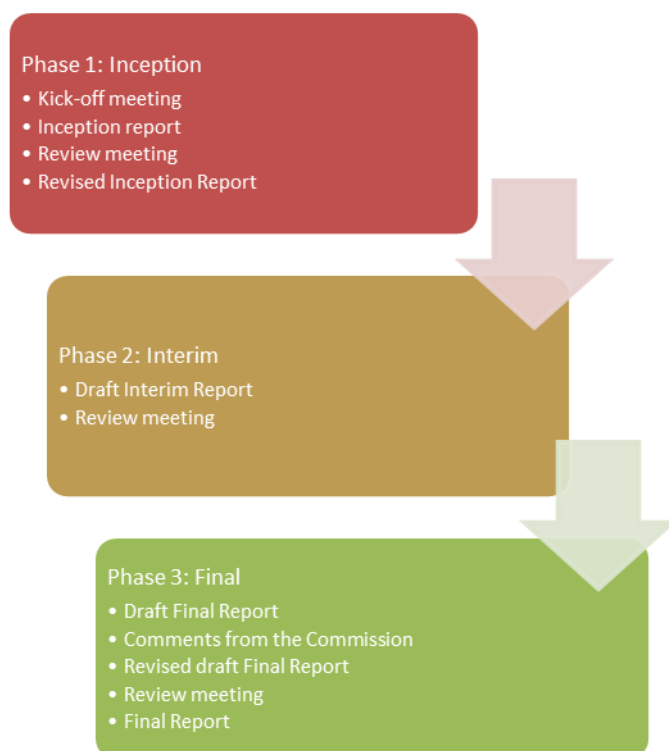 Phase 1: Inception
• Kick-off meeting
• Inception report
• Review meeting
• Revised Inception Report
Phase 2: Interim
• Draft Interim Report
• Review meeting
Phase 3: Final
• Draft Final Report
• Comments from the Commission
• Revised draft Final Report
• Review meeting
• Final Report